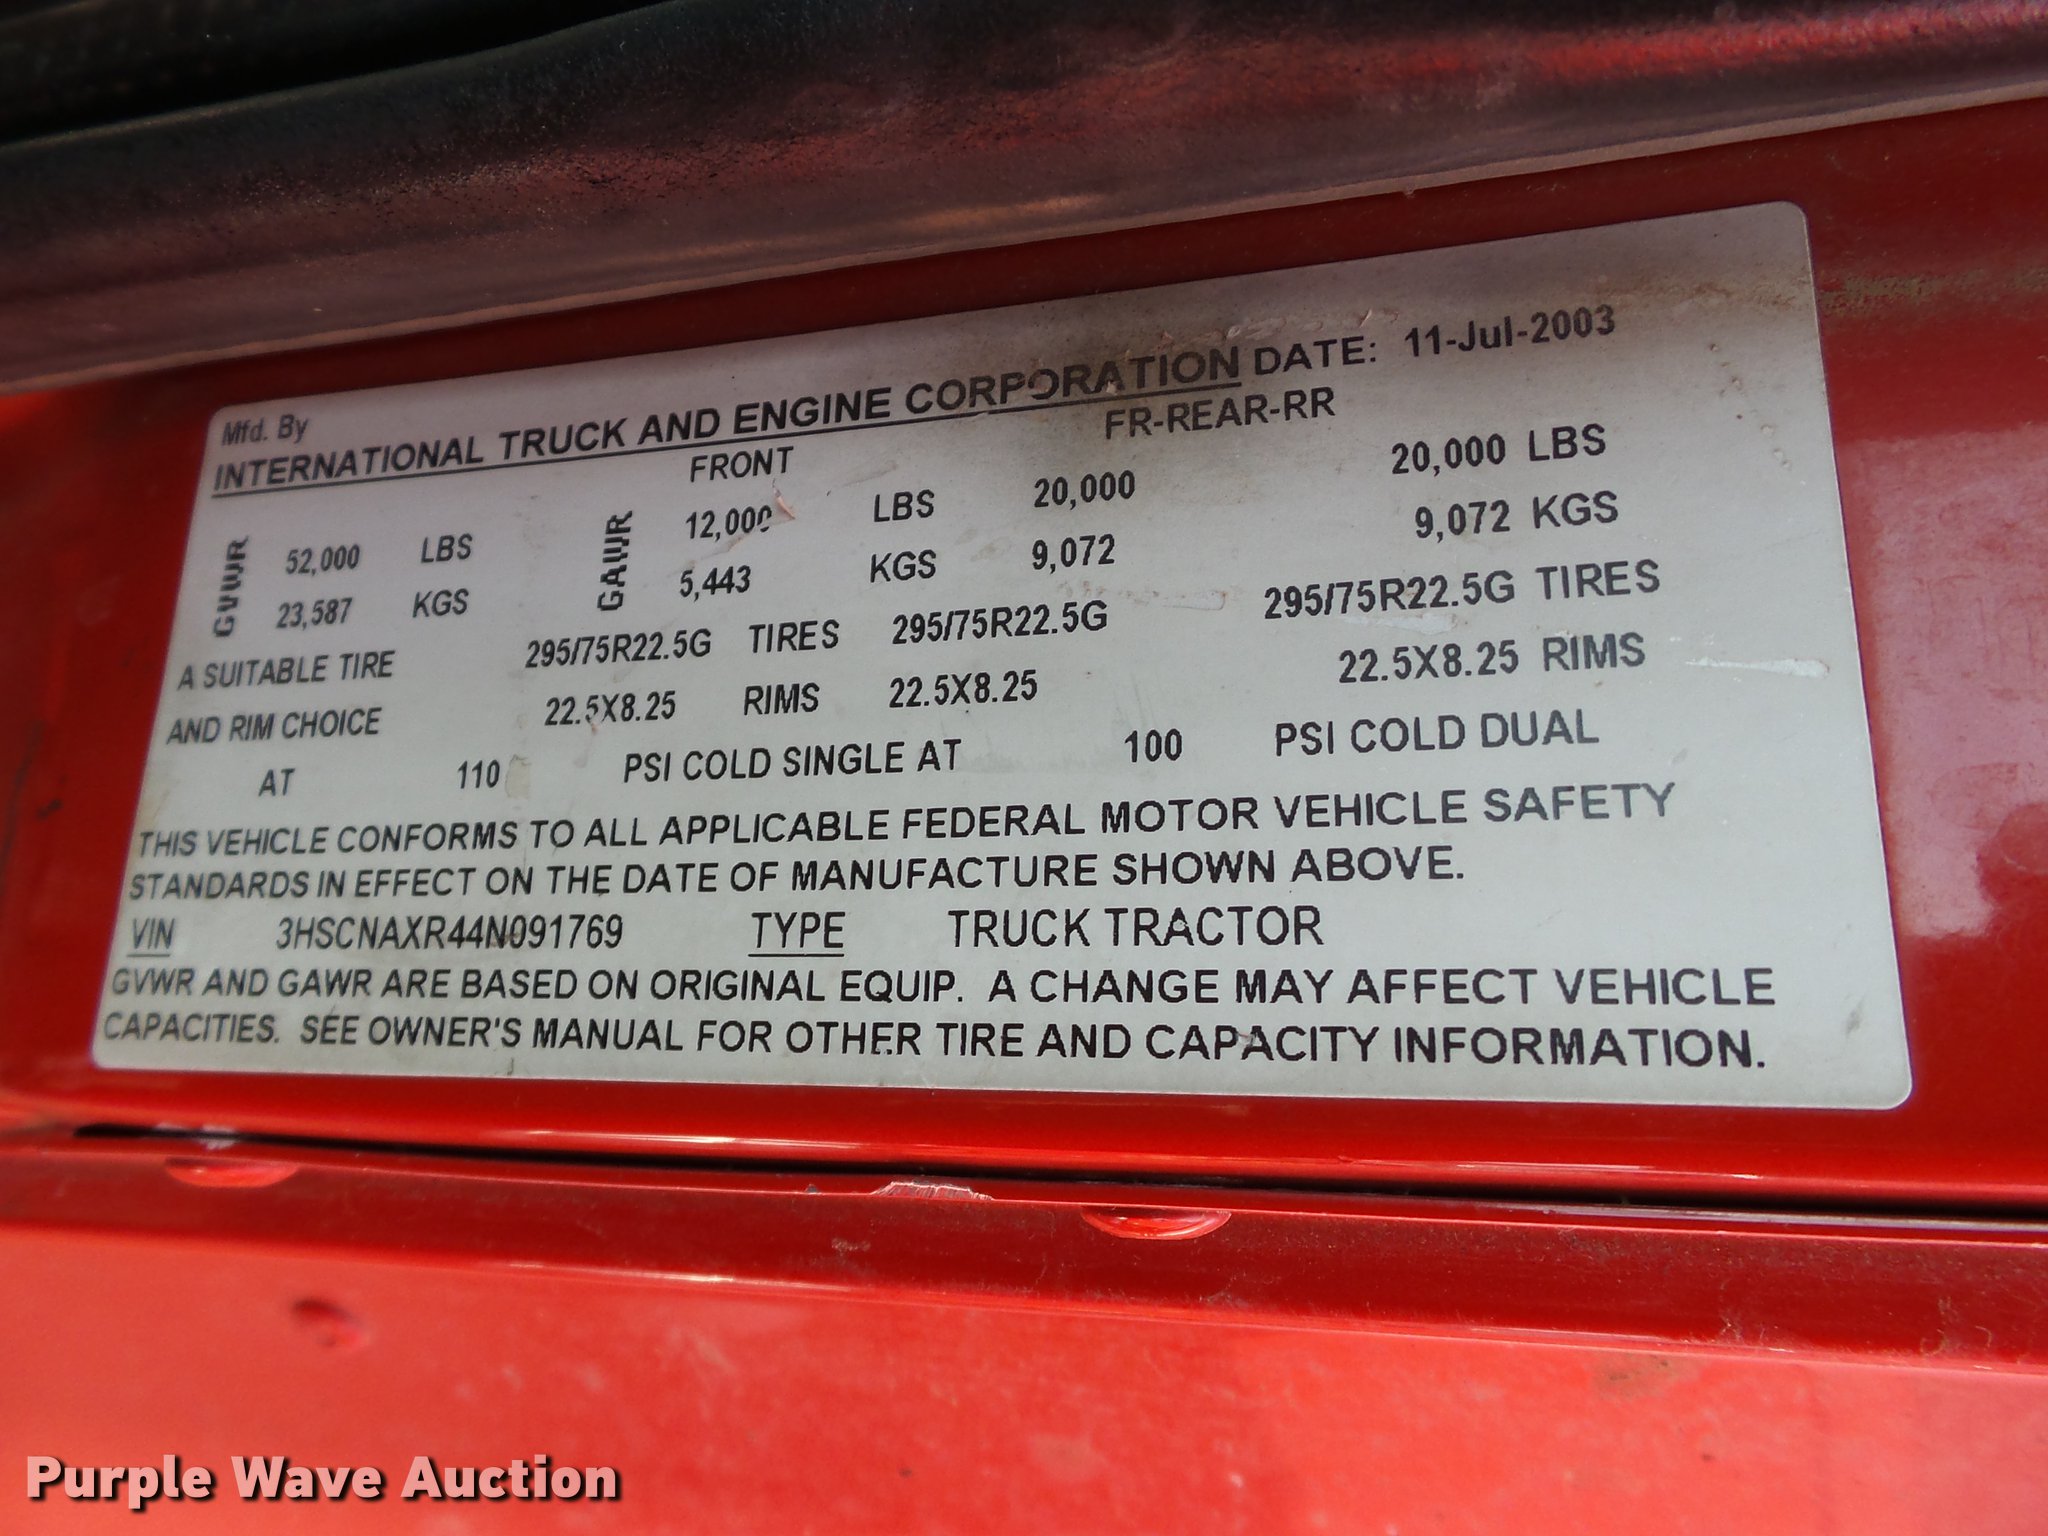 Mfd. By
INTERNATIONAL TRUCK AND ENGINE CORPORATION DATE: 11-Jul-2003
FRONT FR-REAR-RR
GVWR 52,000 LBS GAWR 12,000 LBS 20,000 20,000 LBS
23,587 KGS 5,443 KGS 9,072 9,072 KGS
A SUITABLE TIRE 295/75R22.5G TIRES 295/75R22.5G 295/75R22.5G TIRES
AND RIM CHOICE 22.5X8.25 RIMS 22.5X8.25 22.5X8.25 RIMS
AT 110 PSI COLD SINGLE AT 100 PSI COLD DUAL
THIS VEHICLE CONFORMS TO ALL APPLICABLE FEDERAL MOTOR VEHICLE SAFETY
STANDARDS IN EFFECT ON THE DATE OF MANUFACTURE SHOWN ABOVE.
VIN 3HSCNAXR44N091769 TYPE TRUCK TRACTOR
GVWR AND GAWR ARE BASED ON ORIGINAL EQUIP. A CHANGE MAY AFFECT VEHICLE
CAPACITIES. SEE OWNER'S MANUAL FOR OTHER TIRE AND CAPACITY INFORMATION.
Purple Wave Auction